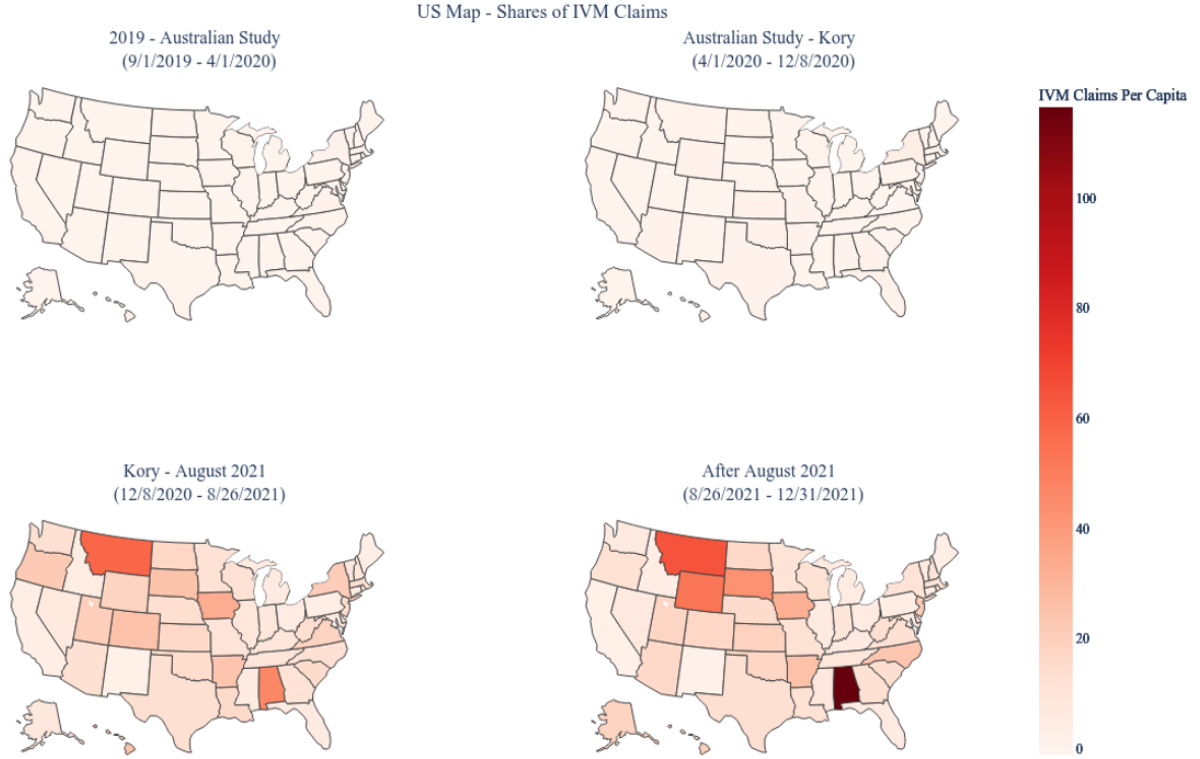 US Map - Shares of IVM Claims
2019 - Australian Study
(9/1/2019 - 4/1/2020)
Australian Study - Kory
(4/1/2020 - 12/8/2020)
IVM Claims Per Capita
100
80
60
40
20
0
Kory - August 2021
(12/8/2020 - 8/26/2021)
After August 2021
(8/26/2021 - 12/31/2021)